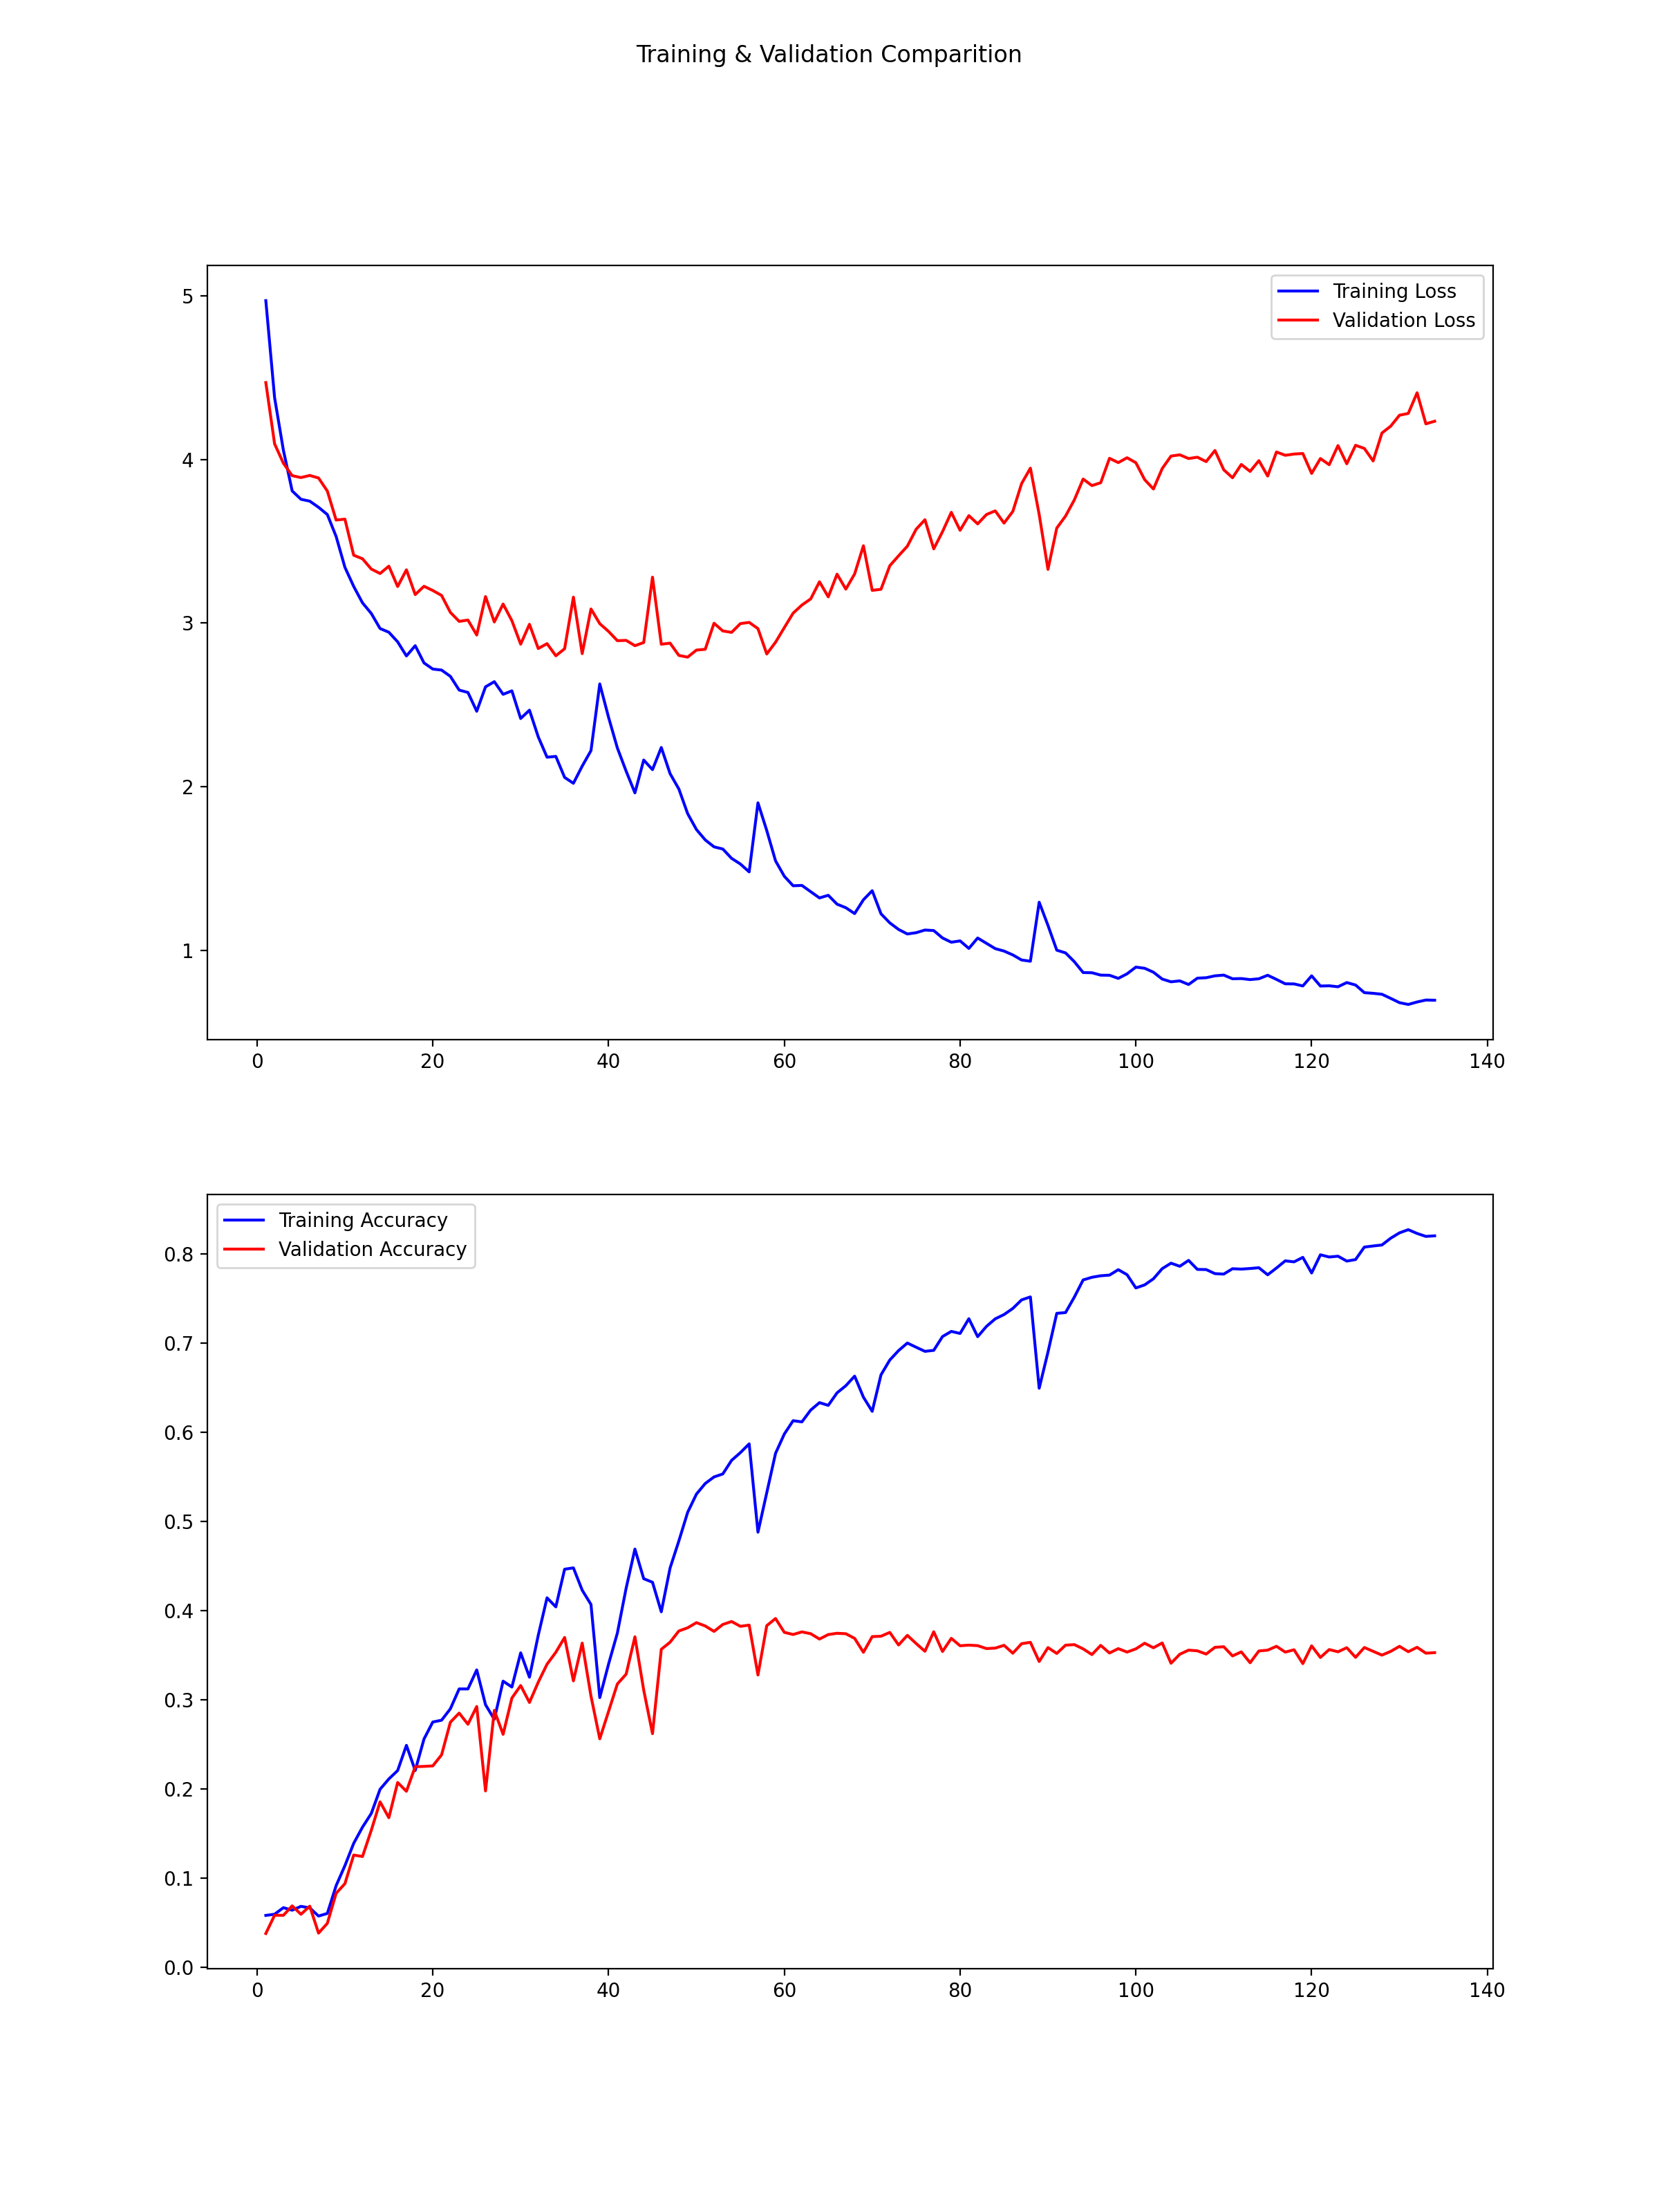 Training & Validation Comparition
Training Loss
Validation Loss
5
4
3
2
1
0 20 40 60 80 100 120 140
Training Accuracy
Validation Accuracy
0.8
0.7
0.6
0.5
0.4
0.3
0.2
0.1
0.0
0 20 40 60 80 100 120 140